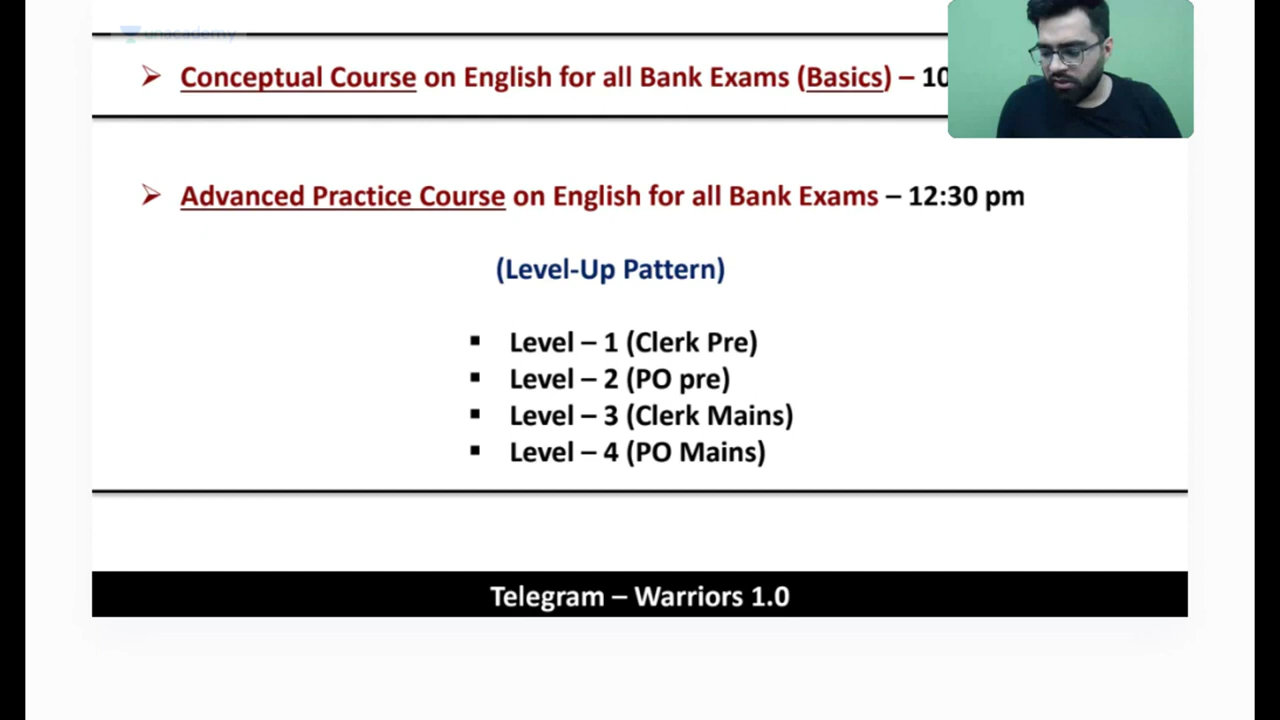 unacademy
➢ Conceptual Course on English for all Bank Exams (Basics) – 10
➢ Advanced Practice Course on English for all Bank Exams – 12:30 pm
(Level-Up Pattern)
▪ Level – 1 (Clerk Pre)
▪ Level – 2 (PO pre)
▪ Level – 3 (Clerk Mains)
▪ Level – 4 (PO Mains)
Telegram – Warriors 1.0